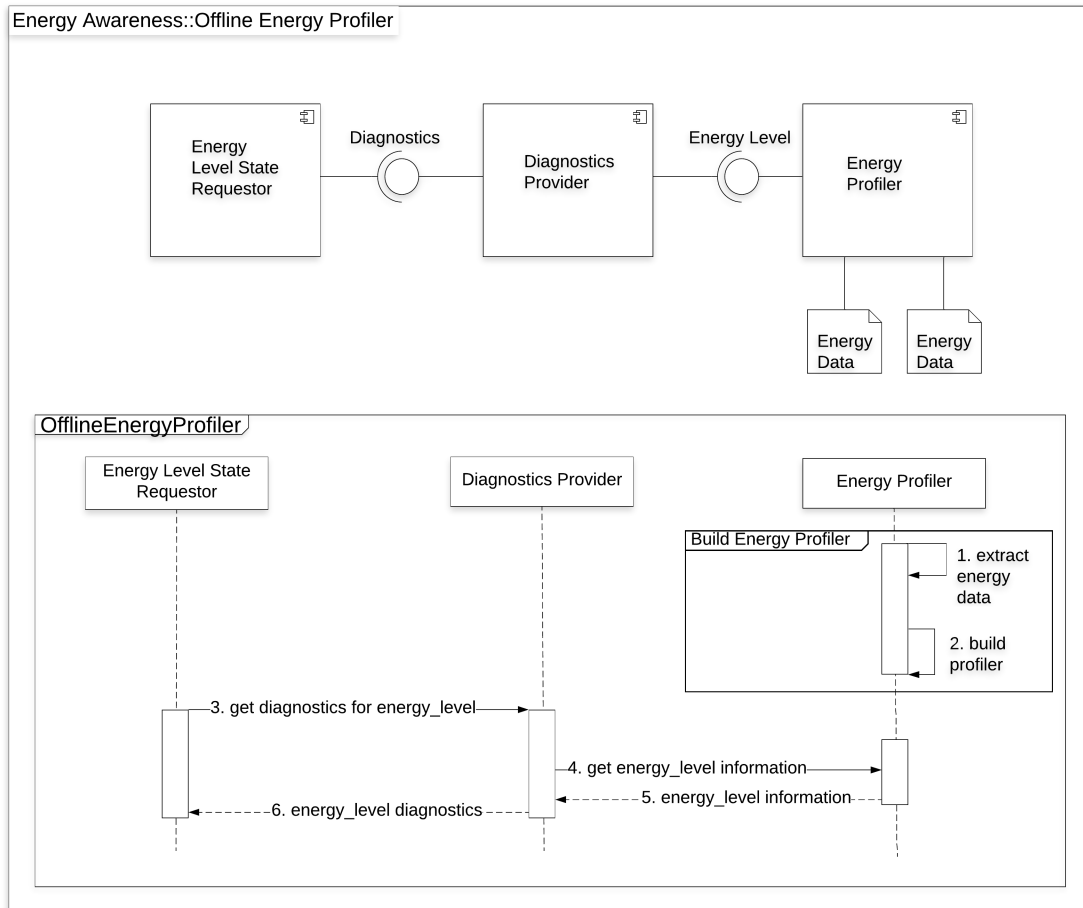 Energy Awareness::Offline Energy Profiler
Energy
Level State
Requestor
Diagnostics
Diagnostics
Provider
Energy Level
Energy
Profiler
Energy
Data
Energy
Data
OfflineEnergyProfiler
Energy Level State
Requestor
Diagnostics Provider
Energy Profiler
Build Energy Profiler
1. extract
energy
data
2. build
profiler
3. get diagnostics for energy_level
4. get energy_level information
5. energy_level information
6. energy_level diagnostics